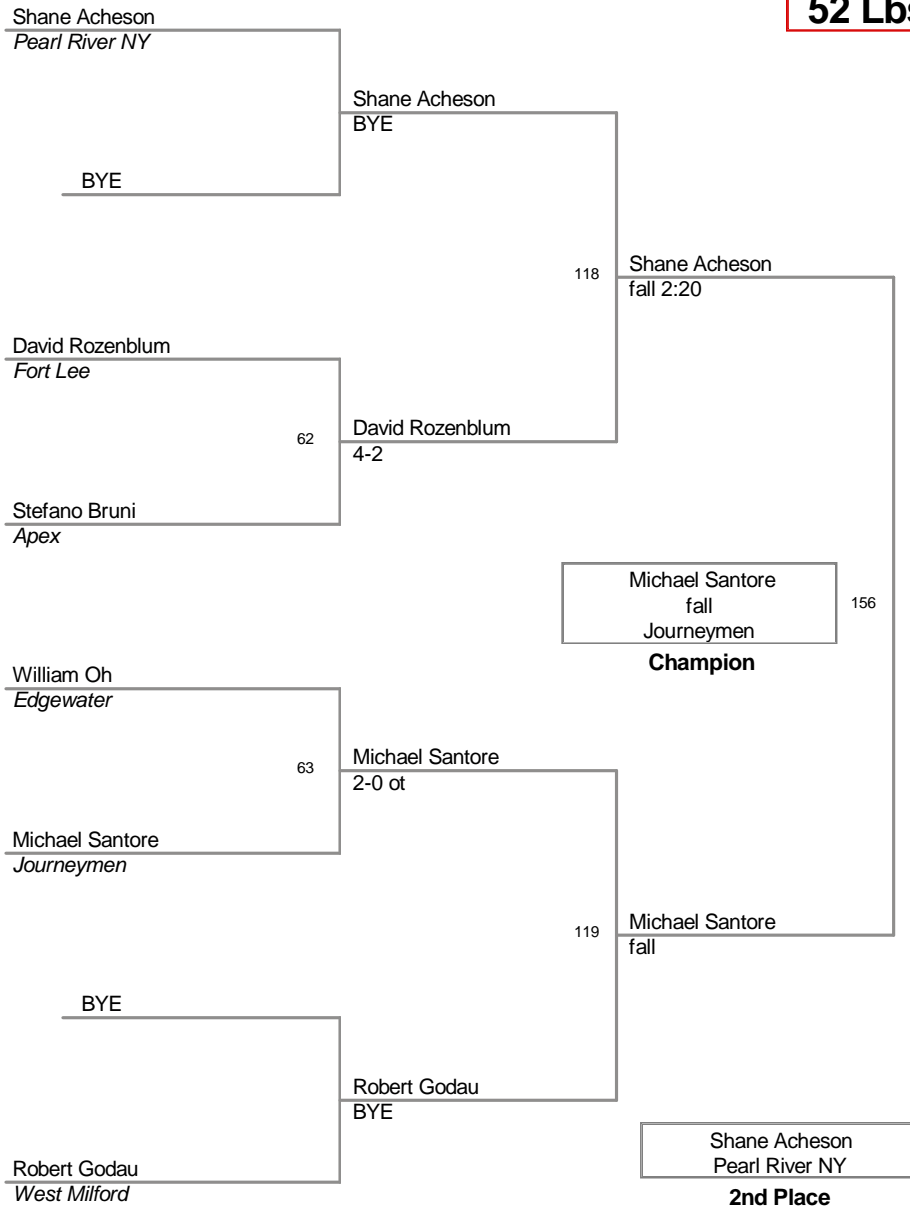 52 Lbs
Shane Acheson
Pearl River NY
Shane Acheson
BYE
BYE
118
Shane Acheson
fall 2:20
David Rozenblum
Fort Lee
62
David Rozenblum
4-2
Stefano Bruni
Apex
Michael Santore
fall
Journeymen
156
Champion
William Oh
Edgewater
63
Michael Santore
2-0 ot
Michael Santore
Journeymen
119
Michael Santore
fall
BYE
Robert Godau
BYE
Robert Godau
West Milford
Shane Acheson
Pearl River NY
2nd Place